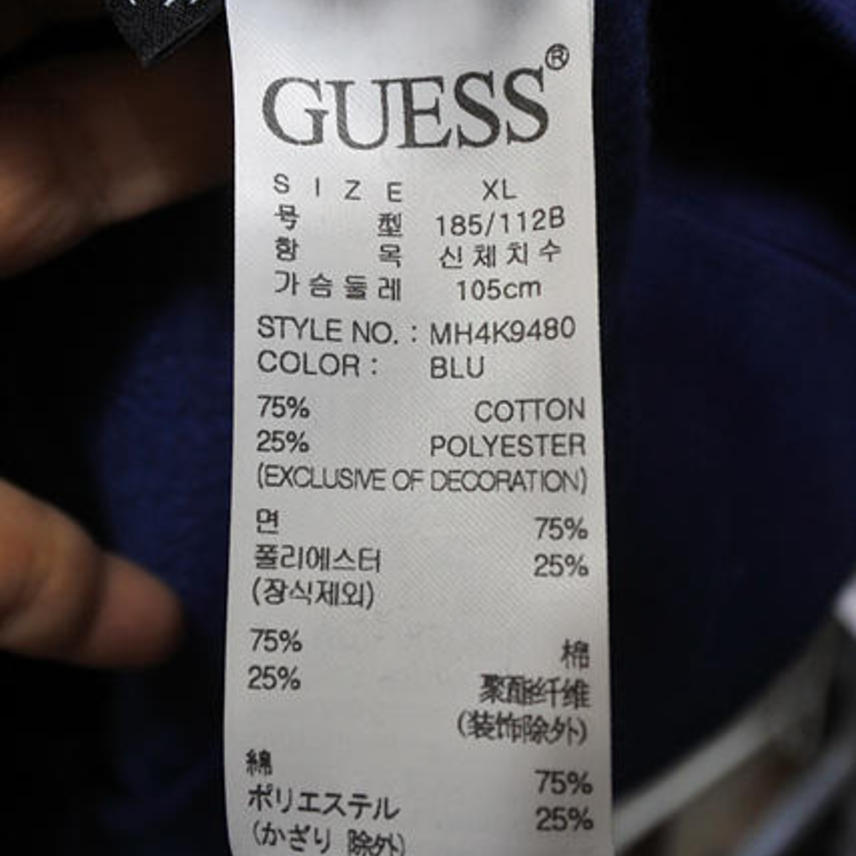 GUESS®
SIZE XL
号型 185/112B
항목 신체치수
가슴둘레 105cm
STYLE NO. : MH4K9480
COLOR : BLU
75% COTTON
25% POLYESTER
(EXCLUSIVE OF DECORATION)
면 75%
폴리에스터 25%
(장식제외)
75% 棉
25% 聚酯纤维
(装饰除外)
綿 75%
ポリエステル 25%
(かざり 除外)